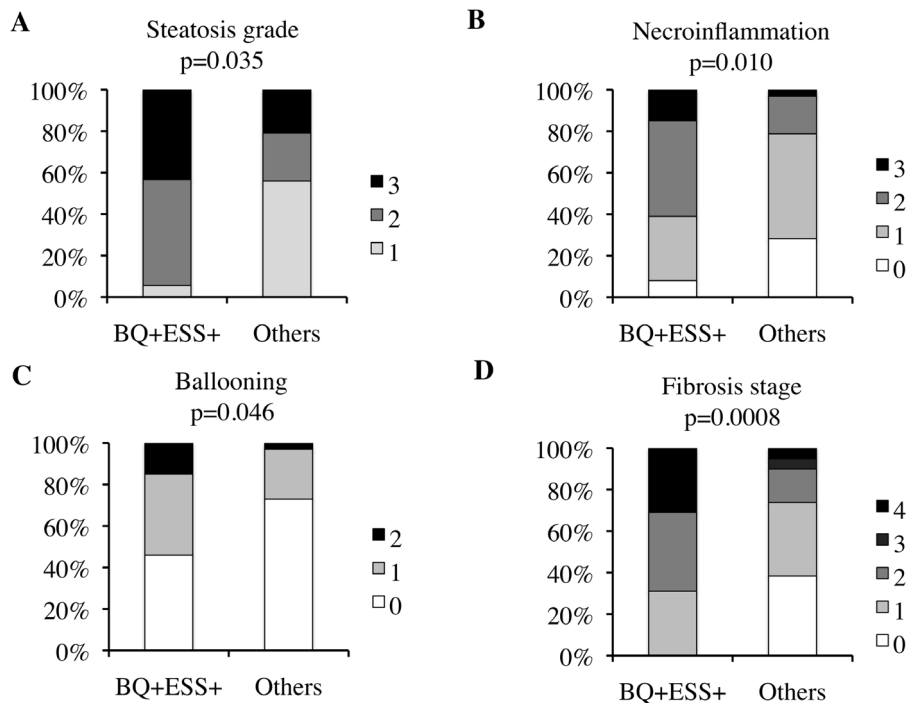 A
Steatosis grade
p=0.035
100%
80%
60%
40%
20%
0%
BQ+ESS+ Others
3
2
1
B
Necroinflammation
p=0.010
100%
80%
60%
40%
20%
0%
BQ+ESS+ Others
3
2
1
0
C
Ballooning
p=0.046
100%
80%
60%
40%
20%
0%
BQ+ESS+ Others
2
1
0
D
Fibrosis stage
p=0.0008
100%
80%
60%
40%
20%
0%
BQ+ESS+ Others
4
3
2
1
0